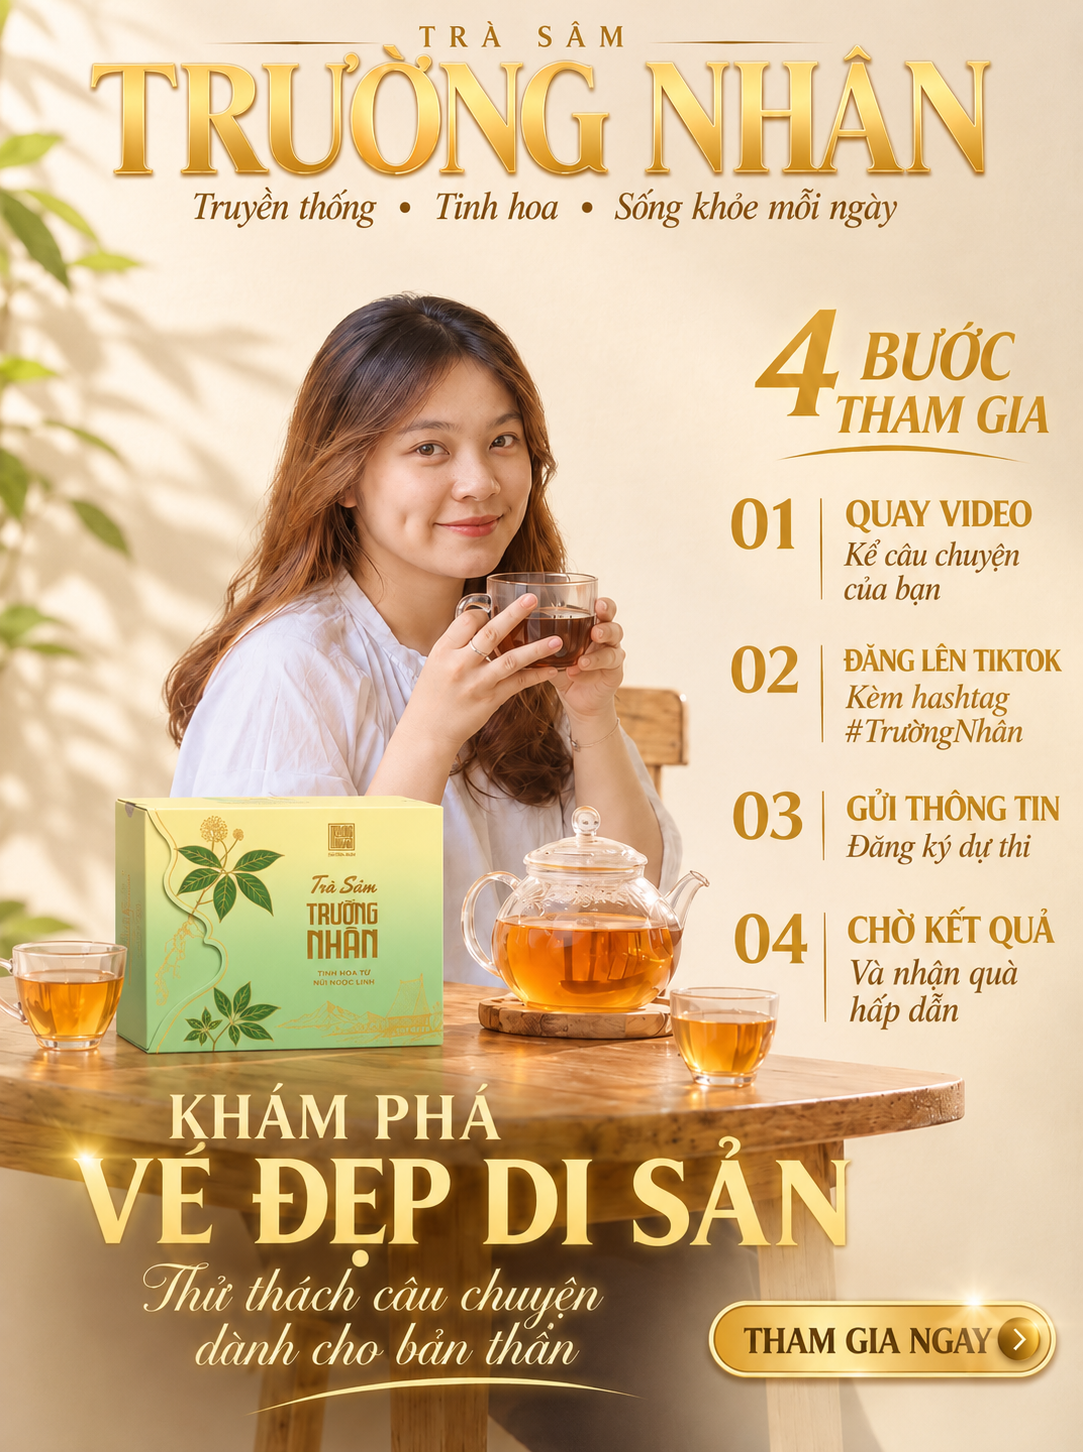 TRÀ SÂM
TRƯỜNG NHÂN
Truyền thống • Tinh hoa • Sống khỏe mỗi ngày
4 BƯỚC
THAM GIA
01
QUAY VIDEO
Kể câu chuyện
của bạn
02
ĐĂNG LÊN TIKTOK
Kèm hashtag
#TrườngNhân
03
GỬI THÔNG TIN
Đăng ký dự thi
04
CHỜ KẾT QUẢ
Và nhận quà
hấp dẫn
Trà Sâm
TRƯỜNG
NHÂN
TINH HOA TỪ
NÚI NGỌC LINH
KHÁM PHÁ
VÉ ĐẸP DI SẢN
Thử thách câu chuyện
dành cho bản thân
THAM GIA NGAY